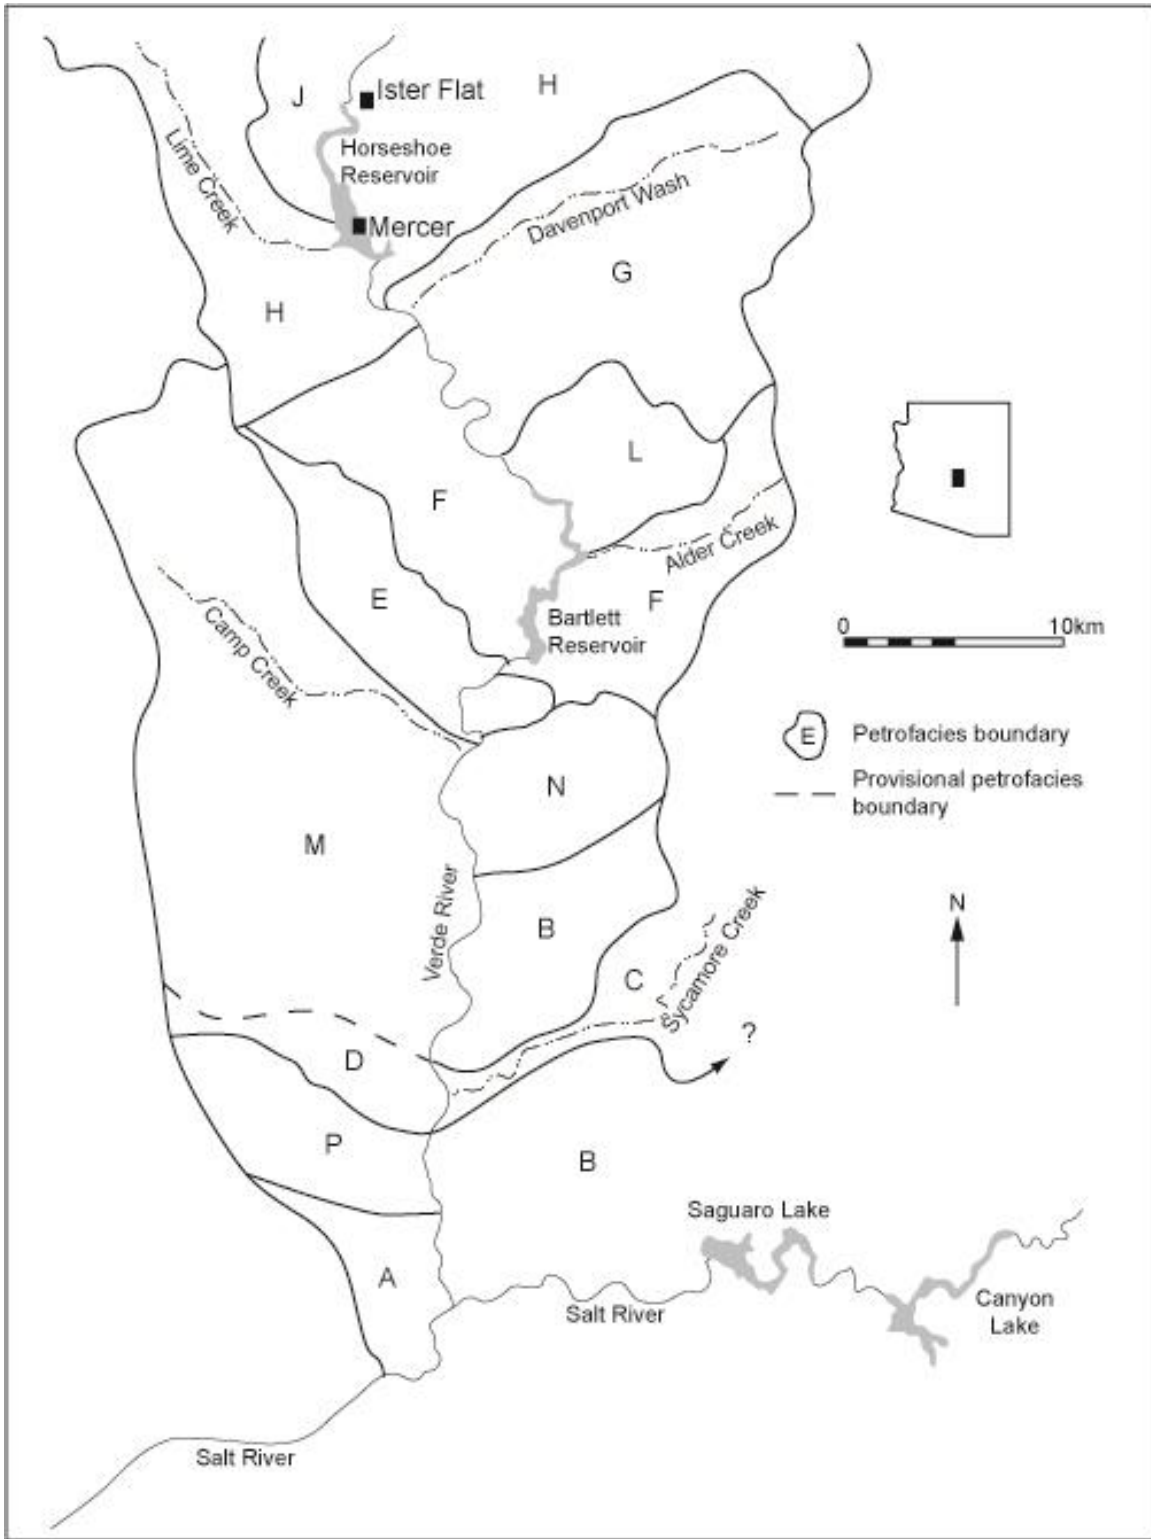 J
Ister Flat
H
Horseshoe
Reservoir
Lime Creek
Mercer
Davenport Wash
G
H
L
F
Alder Creek
E
F
Bartlett
Reservoir
Camp Creek
0
10km
E
Petrofacies boundary
Provisional petrofacies
boundary
N
M
Verde River
B
N
C
Sycamore Creek
?
D
P
B
Saguaro Lake
A
Salt River
Canyon
Lake
Salt River